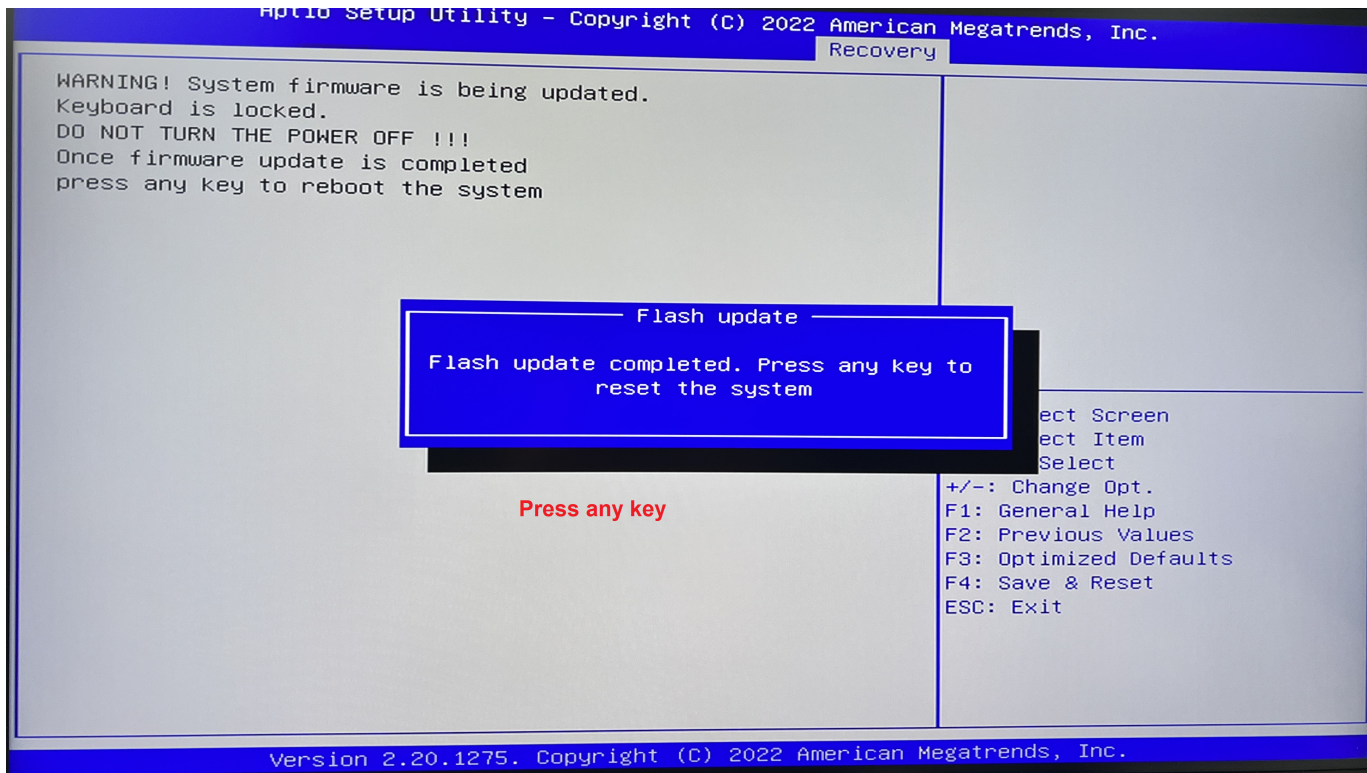 Aptio Setup Utility – Copyright (C) 2022 American Megatrends, Inc.
Recovery
WARNING! System firmware is being updated.
Keyboard is locked.
DO NOT TURN THE POWER OFF !!!
Once firmware update is completed
press any key to reboot the system
Flash update
Flash update completed. Press any key to
reset the system
ect Screen
ect Item
Select
+/-: Change Opt.
F1: General Help
F2: Previous Values
F3: Optimized Defaults
F4: Save & Reset
ESC: Exit
Press any key
Version 2.20.1275. Copyright (C) 2022 American Megatrends, Inc.